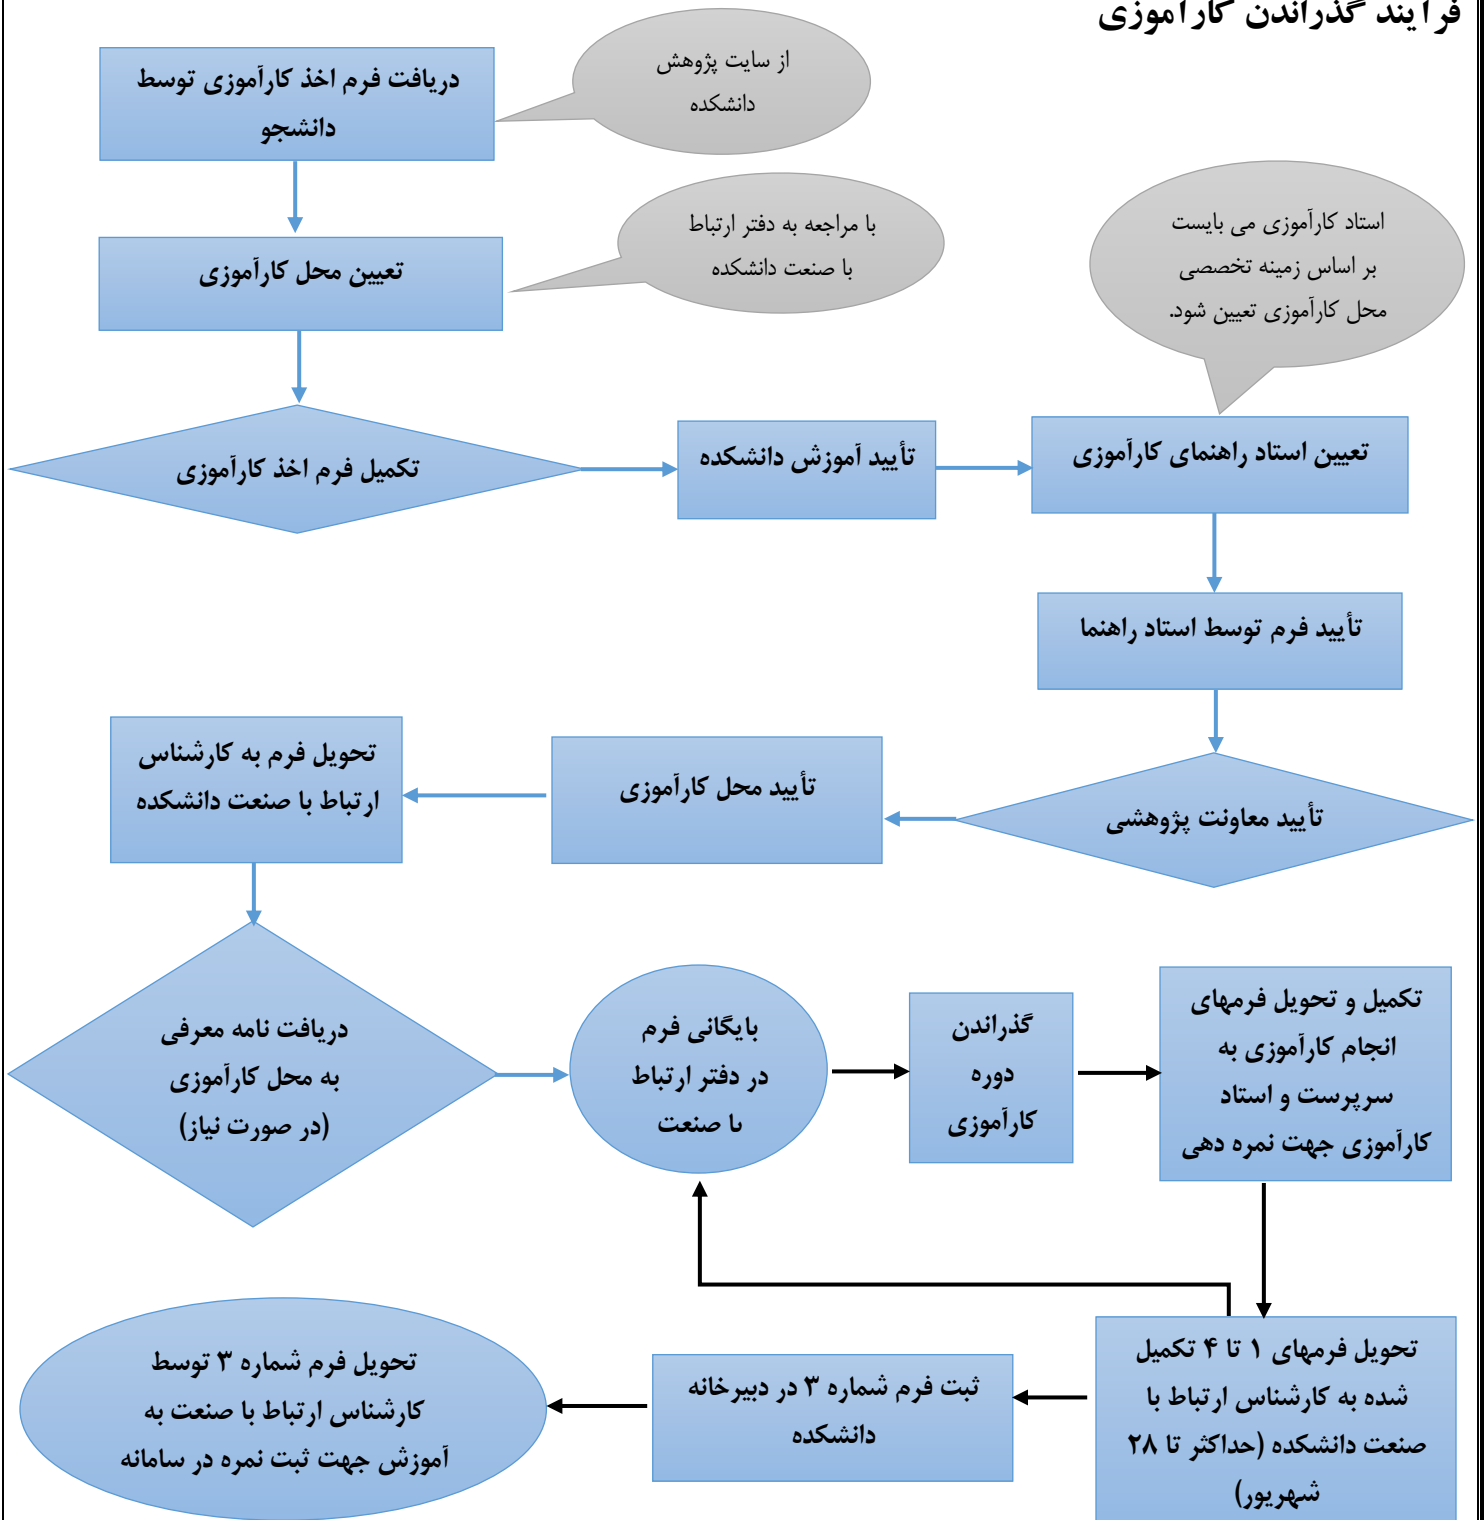 فرآیند گذراندن کارآموزی
دریافت فرم اخذ کارآموزی توسط
دانشجو
از سایت پژوهش
دانشکده
تعیین محل کارآموزی
با مراجعه به دفتر ارتباط
با صنعت دانشکده
استاد کارآموزی می بایست
بر اساس زمینه تخصصی
محل کارآموزی تعیین شود.
تکمیل فرم اخذ کارآموزی
تأیید آموزش دانشکده
تعیین استاد راهنمای کارآموزی
تأیید فرم توسط استاد راهنما
تأیید معاونت پژوهشی
تأیید محل کارآموزی
تحویل فرم به کارشناس
ارتباط با صنعت دانشکده
دریافت نامه معرفی
به محل کارآموزی
(در صورت نیاز)
بایگانی فرم
در دفتر ارتباط
با صنعت
گذراندن
دوره
کارآموزی
تکمیل و تحویل فرمهای
انجام کارآموزی به
سرپرست و استاد
کارآموزی جهت نمره دهی
تحویل فرمهای ۱ تا ۴ تکمیل
شده به کارشناس ارتباط با
صنعت دانشکده (حداکثر تا ۲۸
شهریور)
ثبت فرم شماره ۳ در دبیرخانه
دانشکده
تحویل فرم شماره ۳ توسط
کارشناس ارتباط با صنعت به
آموزش جهت ثبت نمره در سامانه